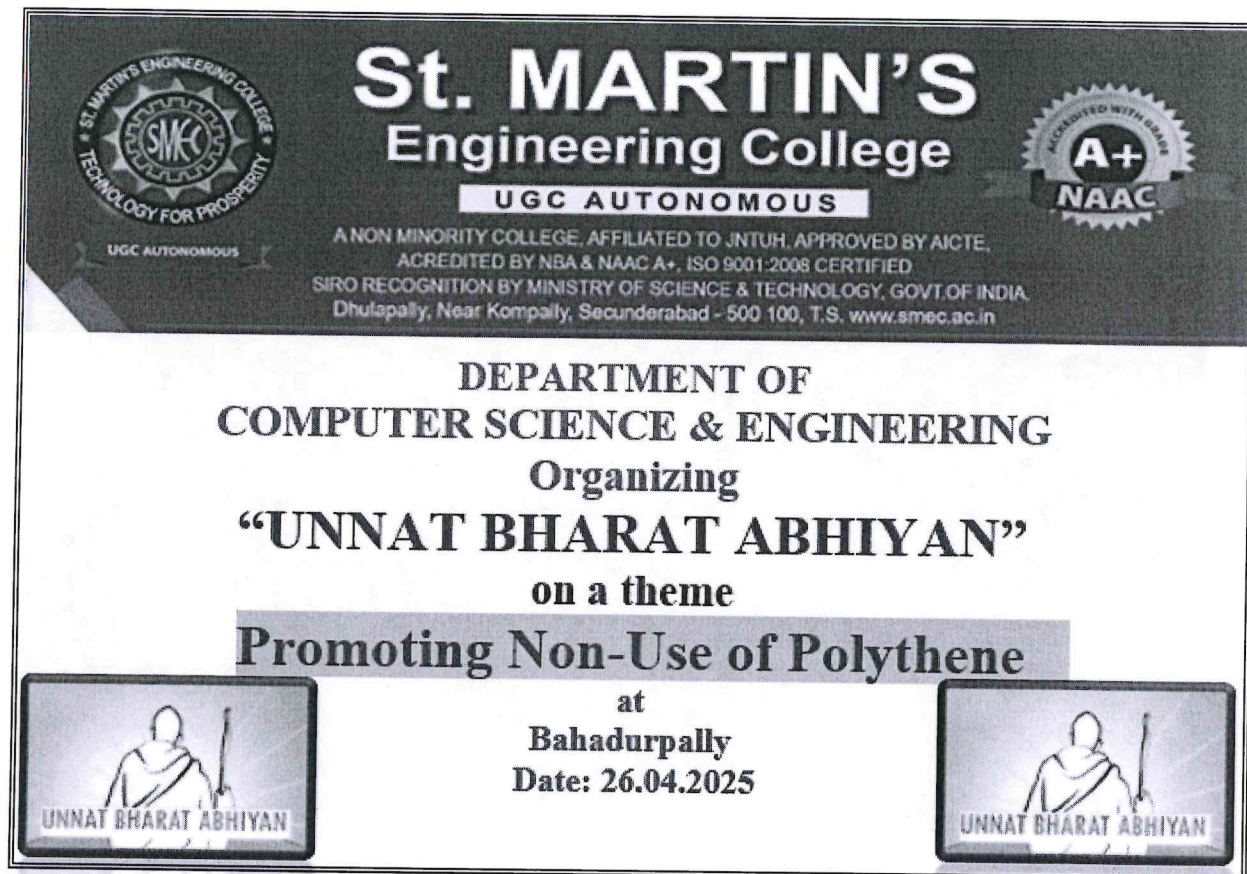 ST. MARTIN'S ENGINEERING COLLEGE
SMEC
TECHNOLOGY FOR PROSPERITY
UGC AUTONOMOUS
St. MARTIN'S
Engineering College
UGC AUTONOMOUS
A NON MINORITY COLLEGE, AFFILIATED TO JNTUH, APPROVED BY AICTE,
ACREDITED BY NBA & NAAC A+, ISO 9001:2008 CERTIFIED
SIRO RECOGNITION BY MINISTRY OF SCIENCE & TECHNOLOGY, GOVT.OF INDIA.
Dhulapally, Near Kompally, Secunderabad - 500 100, T.S. www.smec.ac.in
ACCREDITED WITH GRADE
A+
NAAC
DEPARTMENT OF
COMPUTER SCIENCE & ENGINEERING
Organizing
“UNNAT BHARAT ABHIYAN”
on a theme
Promoting Non-Use of Polythene
at
Bahadurpally
Date: 26.04.2025
UNNAT BHARAT ABHIYAN
UNNAT BHARAT ABHIYAN